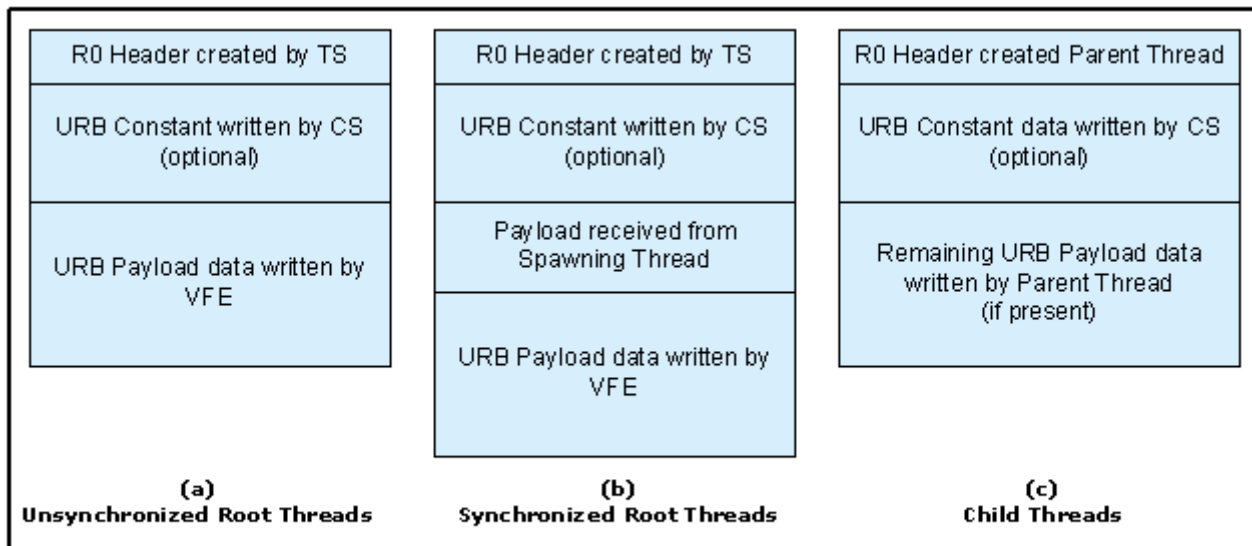 R0 Header created by TS
URB Constant written by CS
(optional)
URB Payload data written by
VFE
(a)
Unsynchronized Root Threads
R0 Header created by TS
URB Constant written by CS
(optional)
Payload received from
Spawning Thread
URB Payload data written by
VFE
(b)
Synchronized Root Threads
R0 Header created Parent Thread
URB Constant data written by CS
(optional)
Remaining URB Payload data
written by Parent Thread
(if present)
(c)
Child Threads